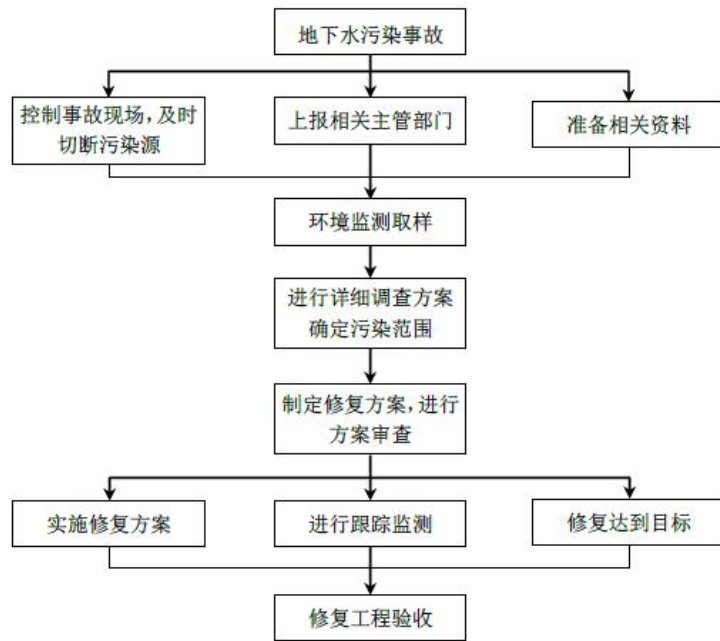 地下水污染事故
控制事故现场,及时
切断污染源
上报相关主管部门
准备相关资料
环境监测取样
进行详细调查方案
确定污染范围
制定修复方案,进行
方案审查
实施修复方案
进行跟踪监测
修复达到目标
修复工程验收